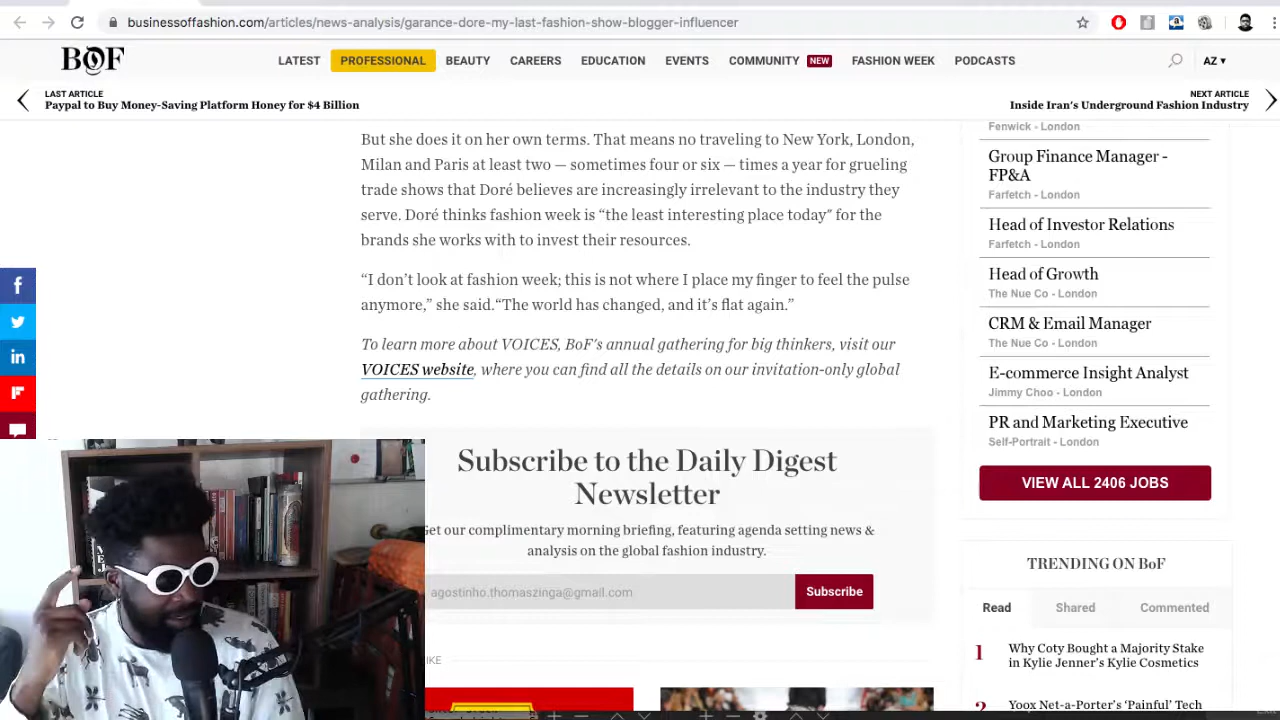 businessoffashion.com/articles/news-analysis/garance-dore-my-last-fashion-show-blogger-influencer
BOF
LATEST
PROFESSIONAL
BEAUTY
CAREERS
EDUCATION
EVENTS
COMMUNITY NEW
FASHION WEEK
PODCASTS
AZ ▾
LAST ARTICLE
Paypal to Buy Money-Saving Platform Honey for $4 Billion
NEXT ARTICLE
Inside Iran's Underground Fashion Industry
But she does it on her own terms. That means no traveling to New York, London,
Milan and Paris at least two — sometimes four or six — times a year for grueling
trade shows that Doré believes are increasingly irrelevant to the industry they
serve. Doré thinks fashion week is “the least interesting place today” for the
brands she works with to invest their resources.
“I don’t look at fashion week; this is not where I place my finger to feel the pulse
anymore,” she said.“The world has changed, and it’s flat again.”
To learn more about VOICES, BoF’s annual gathering for big thinkers, visit our
VOICES website, where you can find all the details on our invitation-only global
gathering.
Subscribe to the Daily Digest
Newsletter
Get our complimentary morning briefing, featuring agenda setting news &
analysis on the global fashion industry.
agostinho.thomaszinga@gmail.com
Subscribe
IKE
Fenwick - London
Group Finance Manager -
FP&A
Farfetch - London
Head of Investor Relations
Farfetch - London
Head of Growth
The Nue Co - London
CRM & Email Manager
The Nue Co - London
E-commerce Insight Analyst
Jimmy Choo - London
PR and Marketing Executive
Self-Portrait - London
VIEW ALL 2406 JOBS
TRENDING ON BoF
Read
Shared
Commented
1
Why Coty Bought a Majority Stake
in Kylie Jenner’s Kylie Cosmetics
2
Yoox Net-a-Porter’s ‘Painful’ Tech